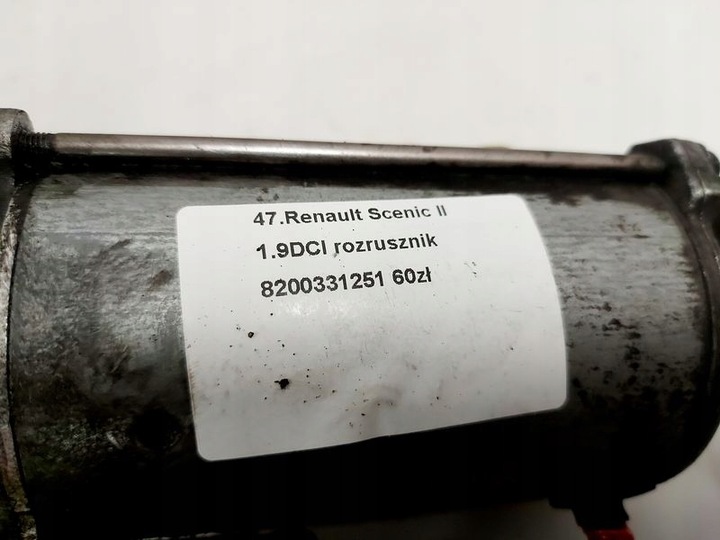 47.Renault Scenic II
1.9DCI rozrusznik
8200331251 60zł